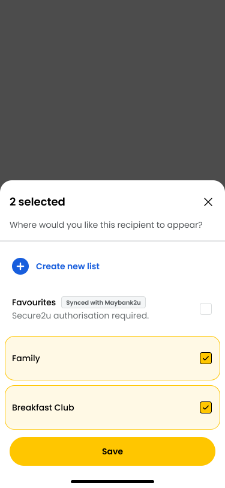 2 selected
Where would you like this recipient to appear?
Create new list
Favourites Synced with Maybank2u
Secure2u authorisation required.
Family
Breakfast Club
Save